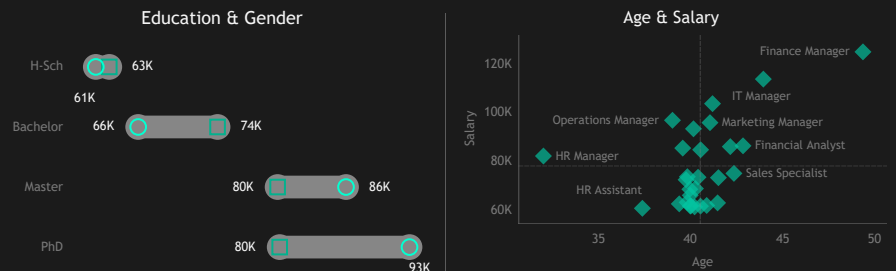 Education & Gender
H-Sch
63K
61K
Bachelor
66K
74K
Master
80K
86K
PhD
80K
93K
Age & Salary
Salary
120K
100K
80K
60K
Finance Manager
IT Manager
Operations Manager
Marketing Manager
Financial Analyst
HR Manager
Sales Specialist
HR Assistant
35
40
45
50
Age